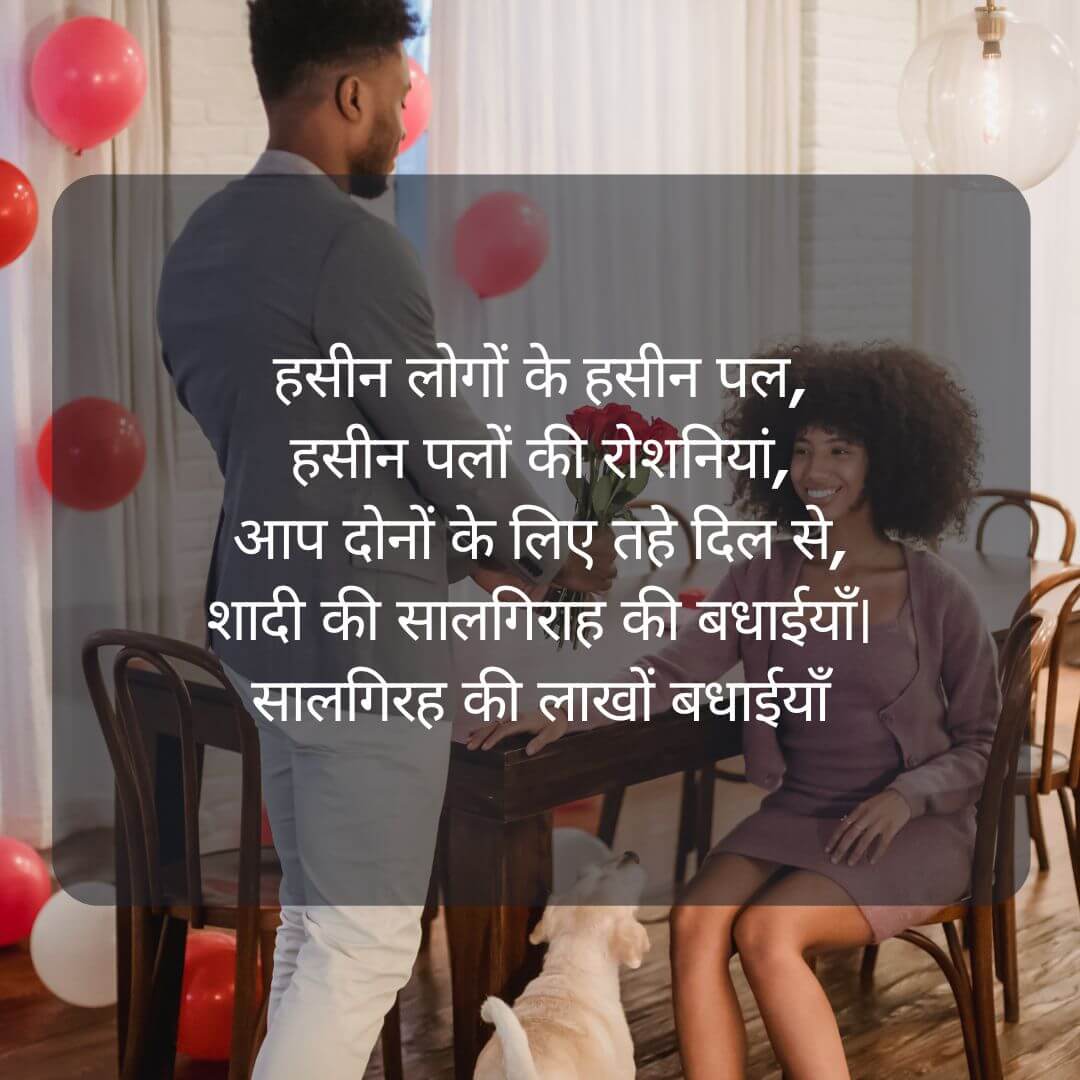 हसीन लोगों के हसीन पल,
हसीन पलों की रोशनियां,
आप दोनों के लिए तहे दिल से,
शादी की सालगिराह की बधाईयाँ|
सालगिरह की लाखों बधाईयाँ